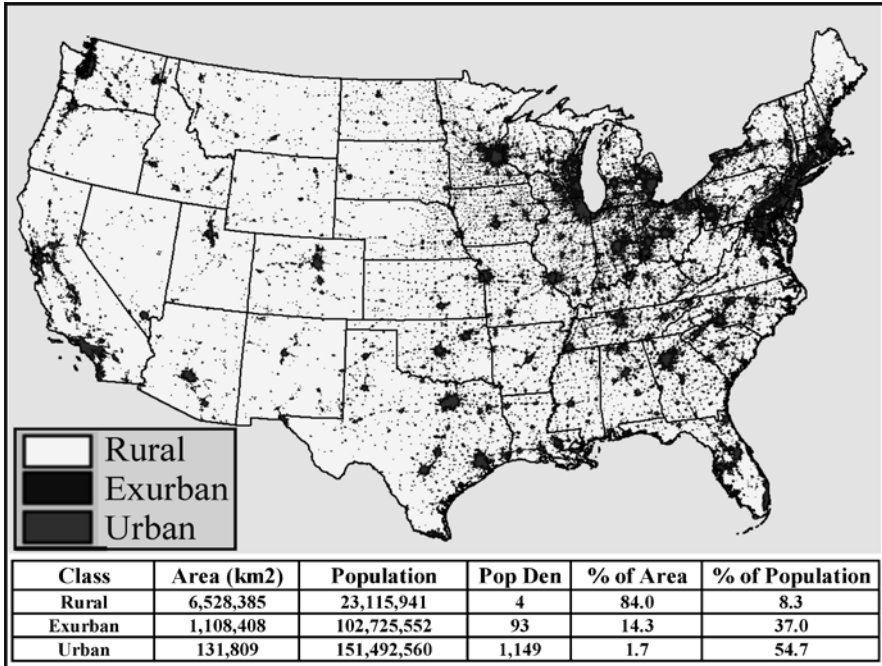 Rural
Exurban
Urban
Class Area (km2) Population Pop Den % of Area % of Population
Rural 6,528,385 23,115,941 4 84.0 8.3
Exurban 1,108,408 102,725,552 93 14.3 37.0
Urban 131,809 151,492,560 1,149 1.7 54.7